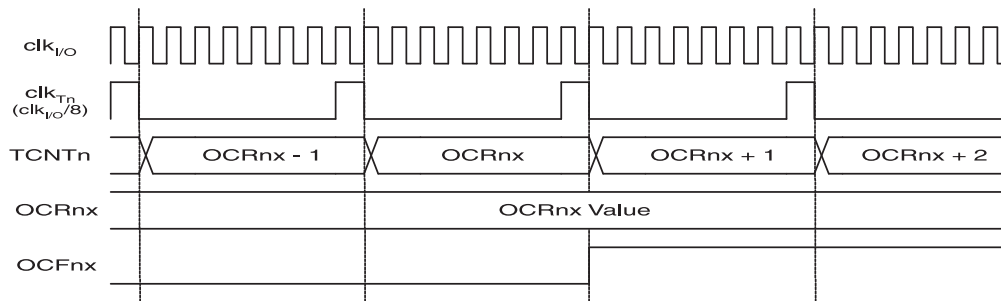 clkI/O
clkTn
(clkI/O/8)
TCNTn OCRnx - 1 OCRnx OCRnx + 1 OCRnx + 2
OCRnx OCRnx Value
OCFnx